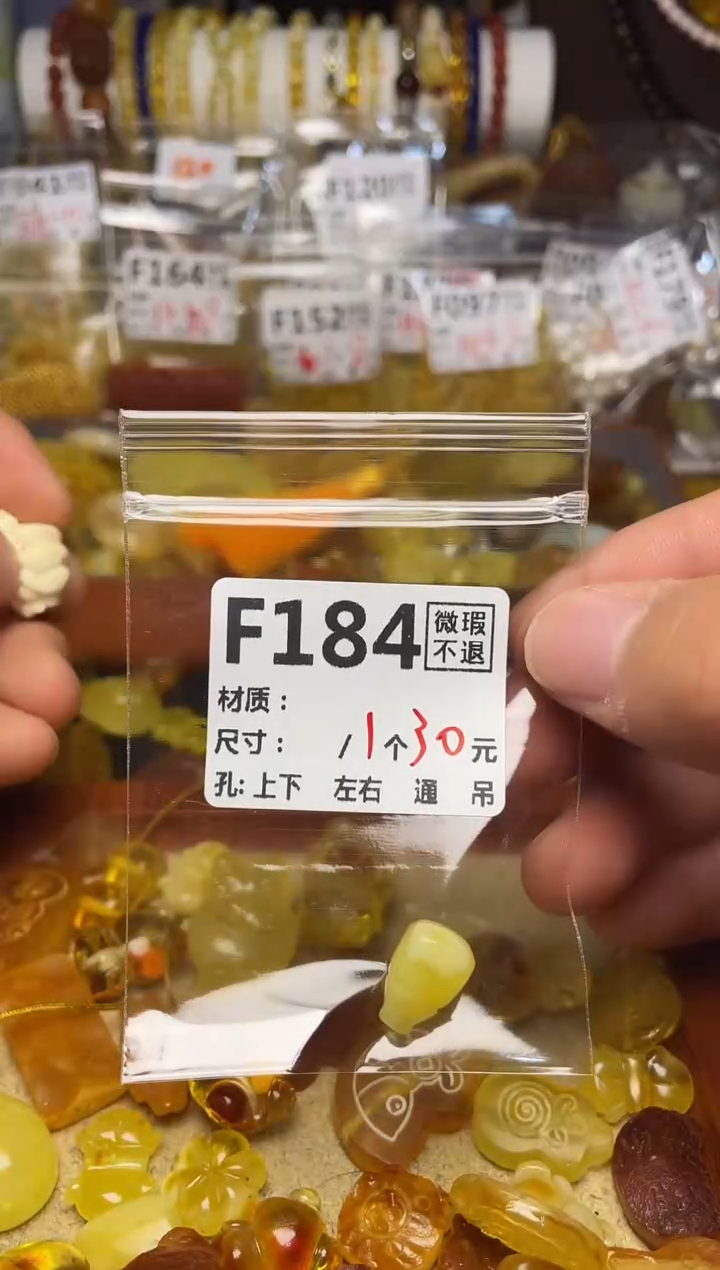 F120
F164
F152
F097
F179
F184 微瑕
不退
材质：
尺寸： /1个30元
孔: 上下 左右 通 吊